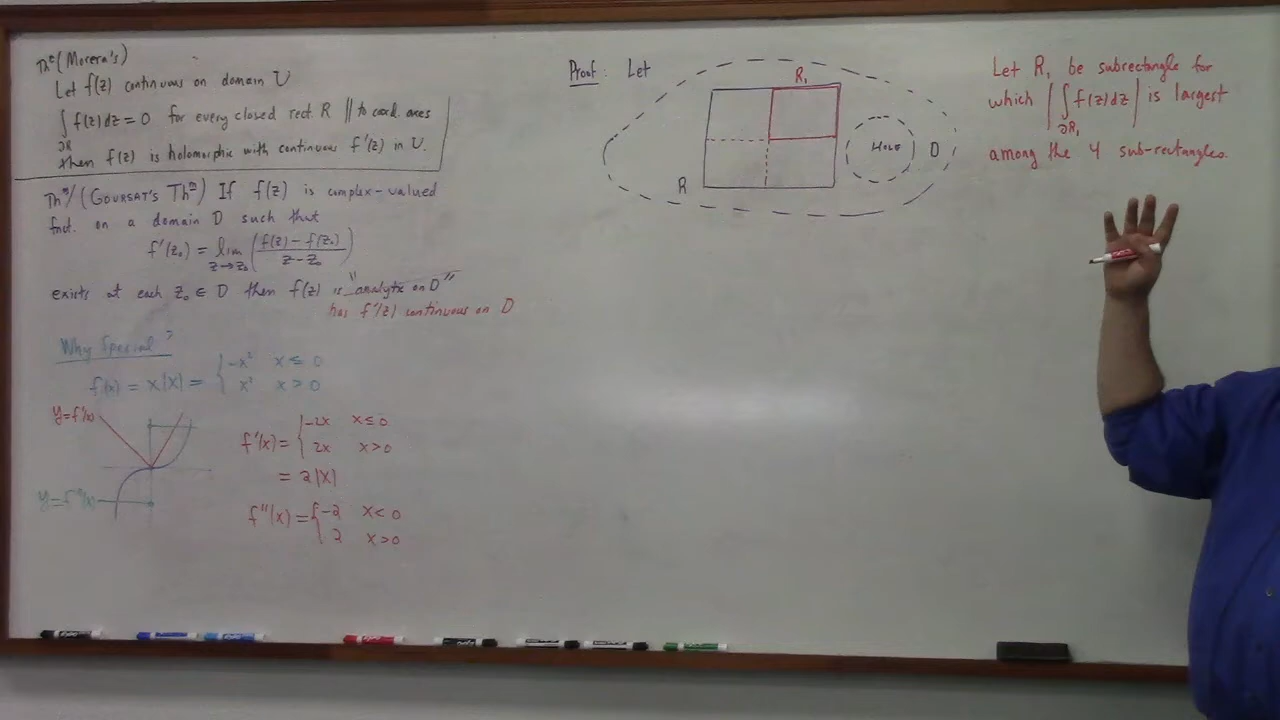 Thᵐ (Morera's)
Let f(z) continuous on domain U
∫ f(z)dz = 0 for every closed rect. R ∥ to coord. axes
∂R
then f(z) is holomorphic with continuous f'(z) in U.
Thᵐ/ (GOURSAT'S Thᵐ) If f(z) is complex-valued
fnct. on a domain D such that
f'(z₀) = lim (f(z) - f(z₀) / z - z₀)
z→z₀
exists at each z₀ ∈ D then f(z) is "analytic on D"
has f'(z) continuous on D
Why Special?
f(x) = x|x| = { -x² x ≤ 0
x² x > 0
y=f'(x)
f'(x) = { -2x x ≤ 0
2x x > 0
= 2|x|
y=f''(x)
f''(x) = { -2 x < 0
2 x > 0
Proof: Let
R₁
HOLE
D
R
Let R₁ be subrectangle for
which | ∫ f(z)dz | is largest
∂R₁
among the 4 sub-rectangles.